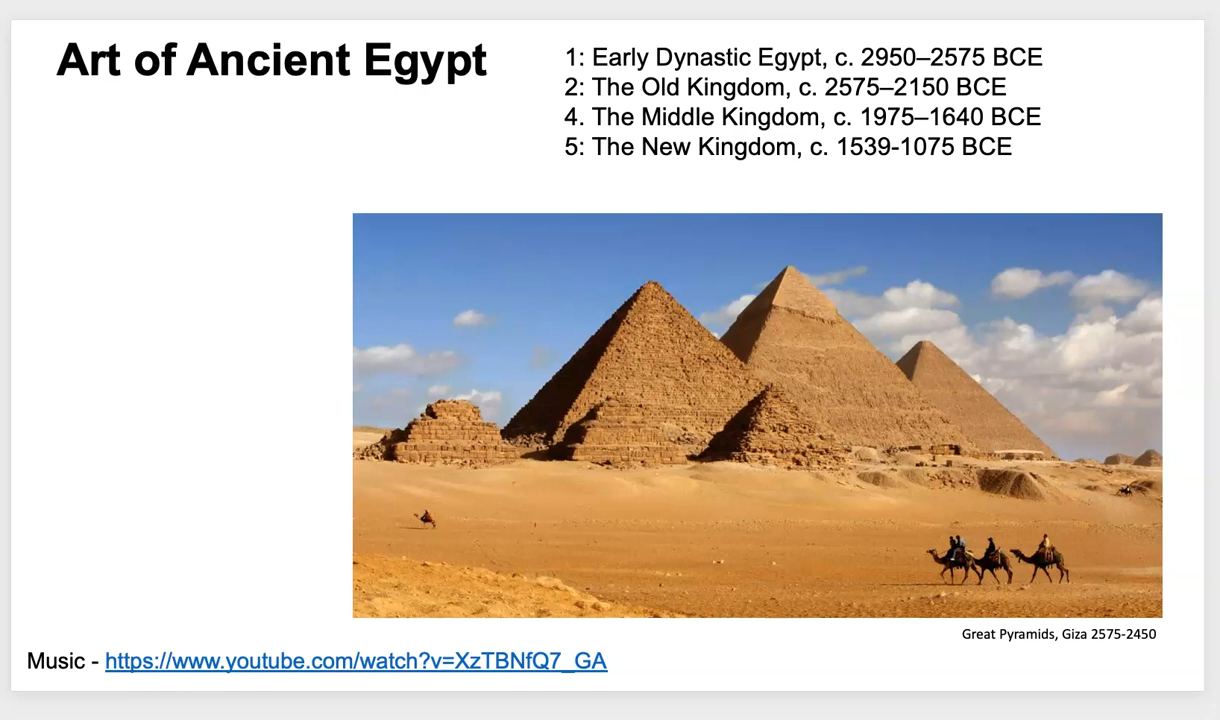 Art of Ancient Egypt
1: Early Dynastic Egypt, c. 2950–2575 BCE
2: The Old Kingdom, c. 2575–2150 BCE
4. The Middle Kingdom, c. 1975–1640 BCE
5: The New Kingdom, c. 1539-1075 BCE
Great Pyramids, Giza 2575-2450
Music - https://www.youtube.com/watch?v=XzTBNfQ7_GA